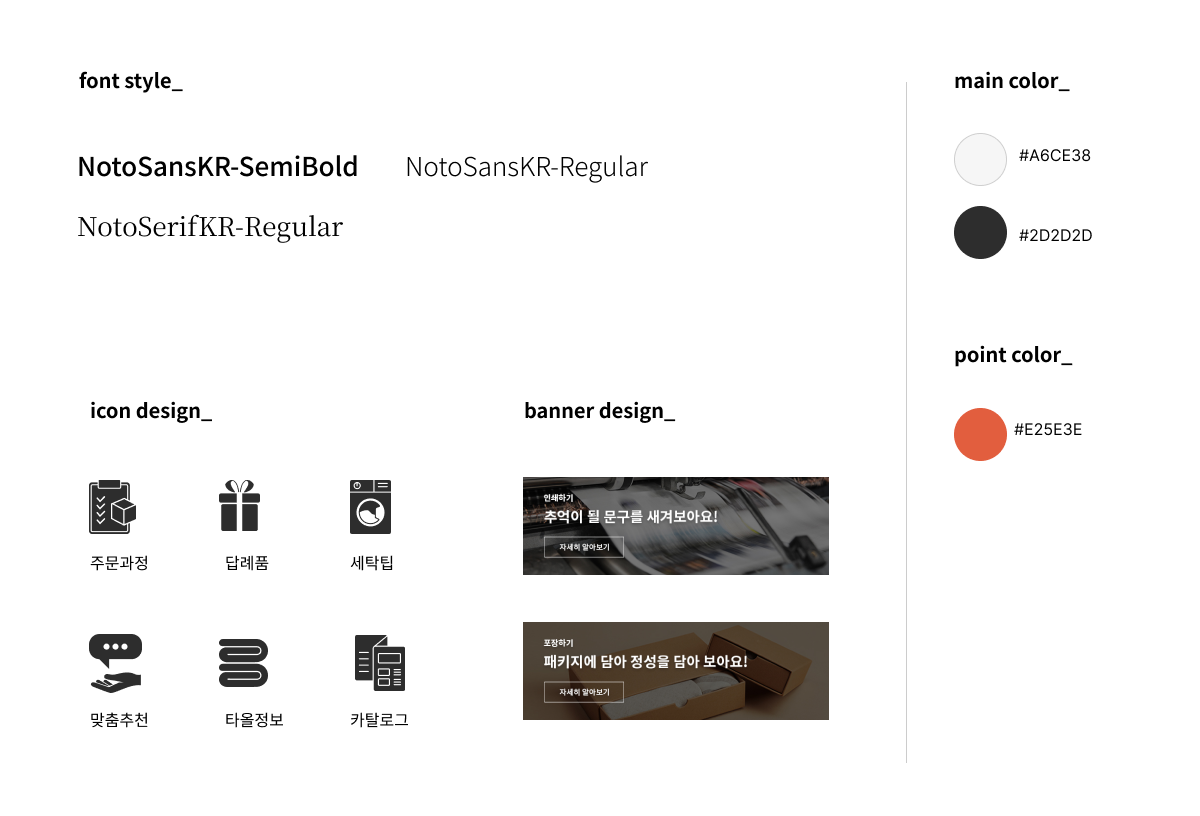 font style_
NotoSansKR-SemiBold
NotoSansKR-Regular
NotoSerifKR-Regular
main color_
#A6CE38
#2D2D2D
point color_
#E25E3E
icon design_
주문과정
답례품
세탁팁
맞춤추천
타올정보
카탈로그
banner design_
인쇄하기
추억이 될 문구를 새겨보아요!
자세히 알아보기
포장하기
패키지에 담아 정성을 담아 보아요!
자세히 알아보기